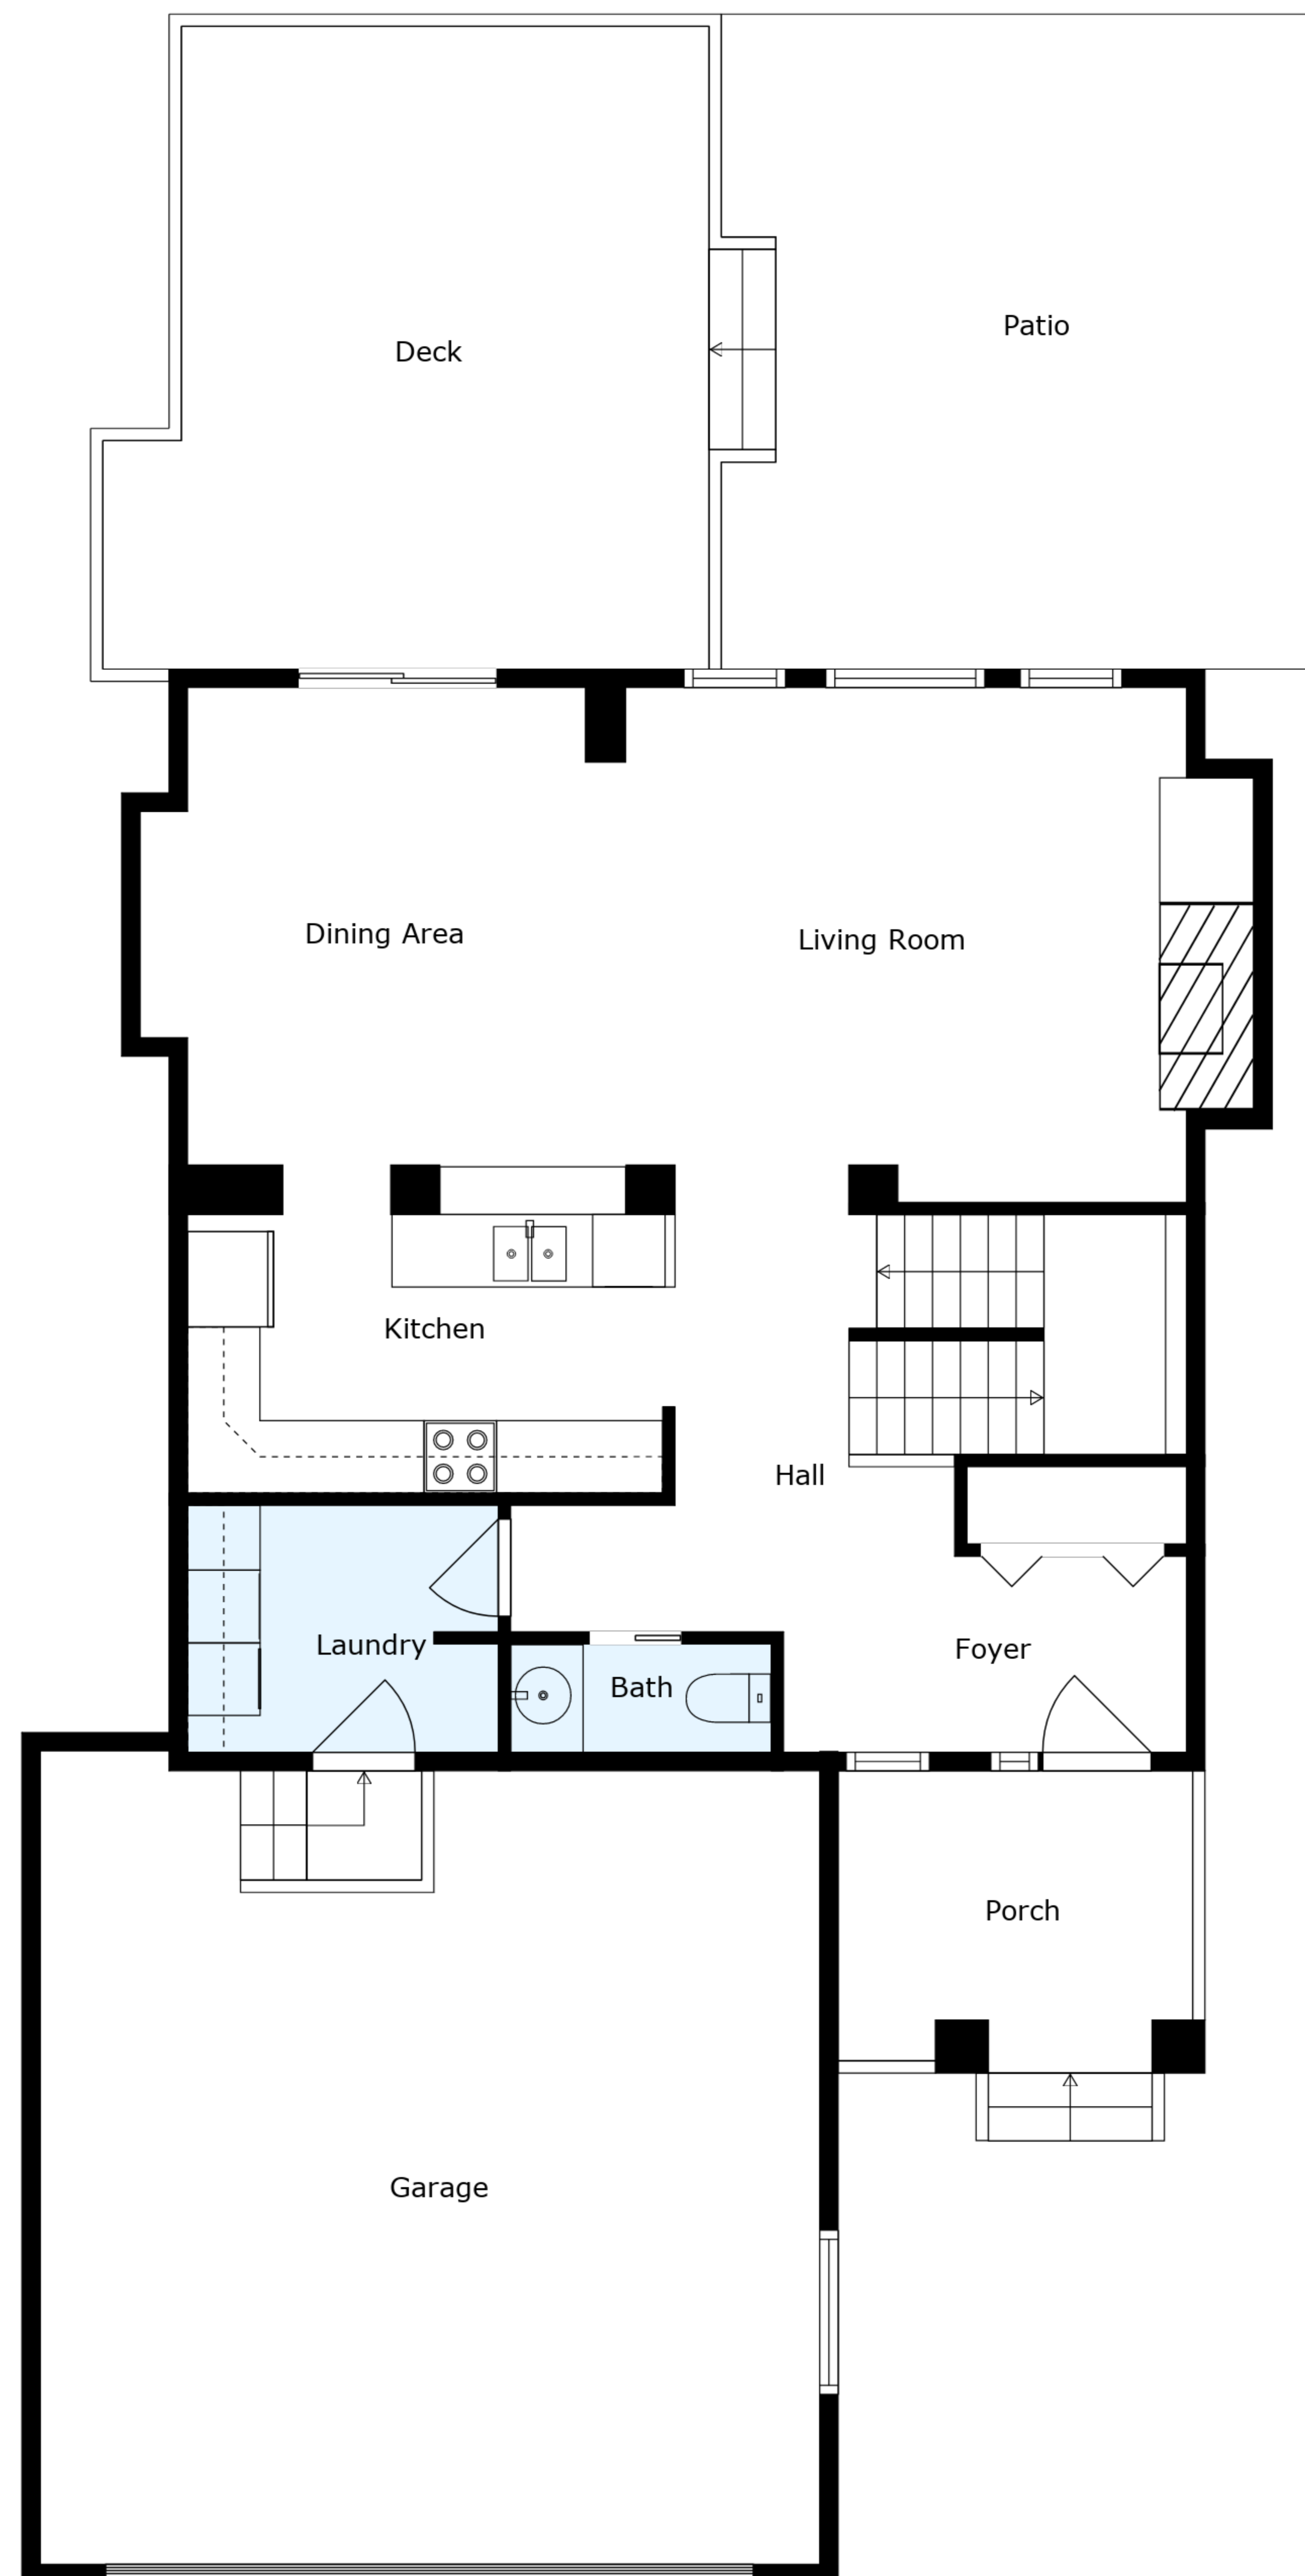 Patio
Deck
Dining Area
Living Room
Kitchen
Hall
Laundry
Foyer
Bath
Porch
Garage